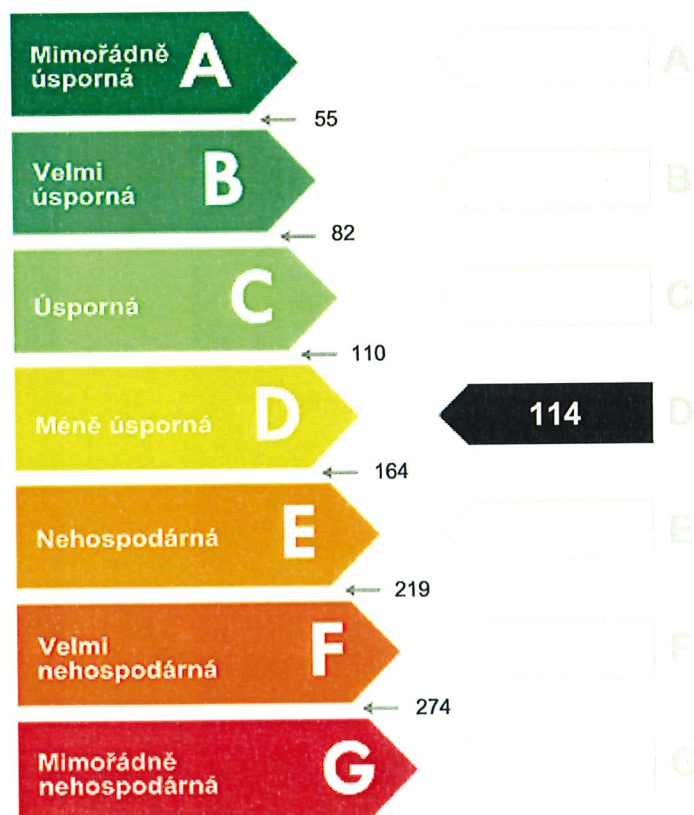 Mimořádně
úsporná
A
A
55
Velmi
úsporná
B
B
82
Úsporná
C
C
110
Méně úsporná
D
114
D
164
Nehospodárná
E
E
219
Velmi
nehospodárná
F
F
274
Mimořádně
nehospodárná
G
G